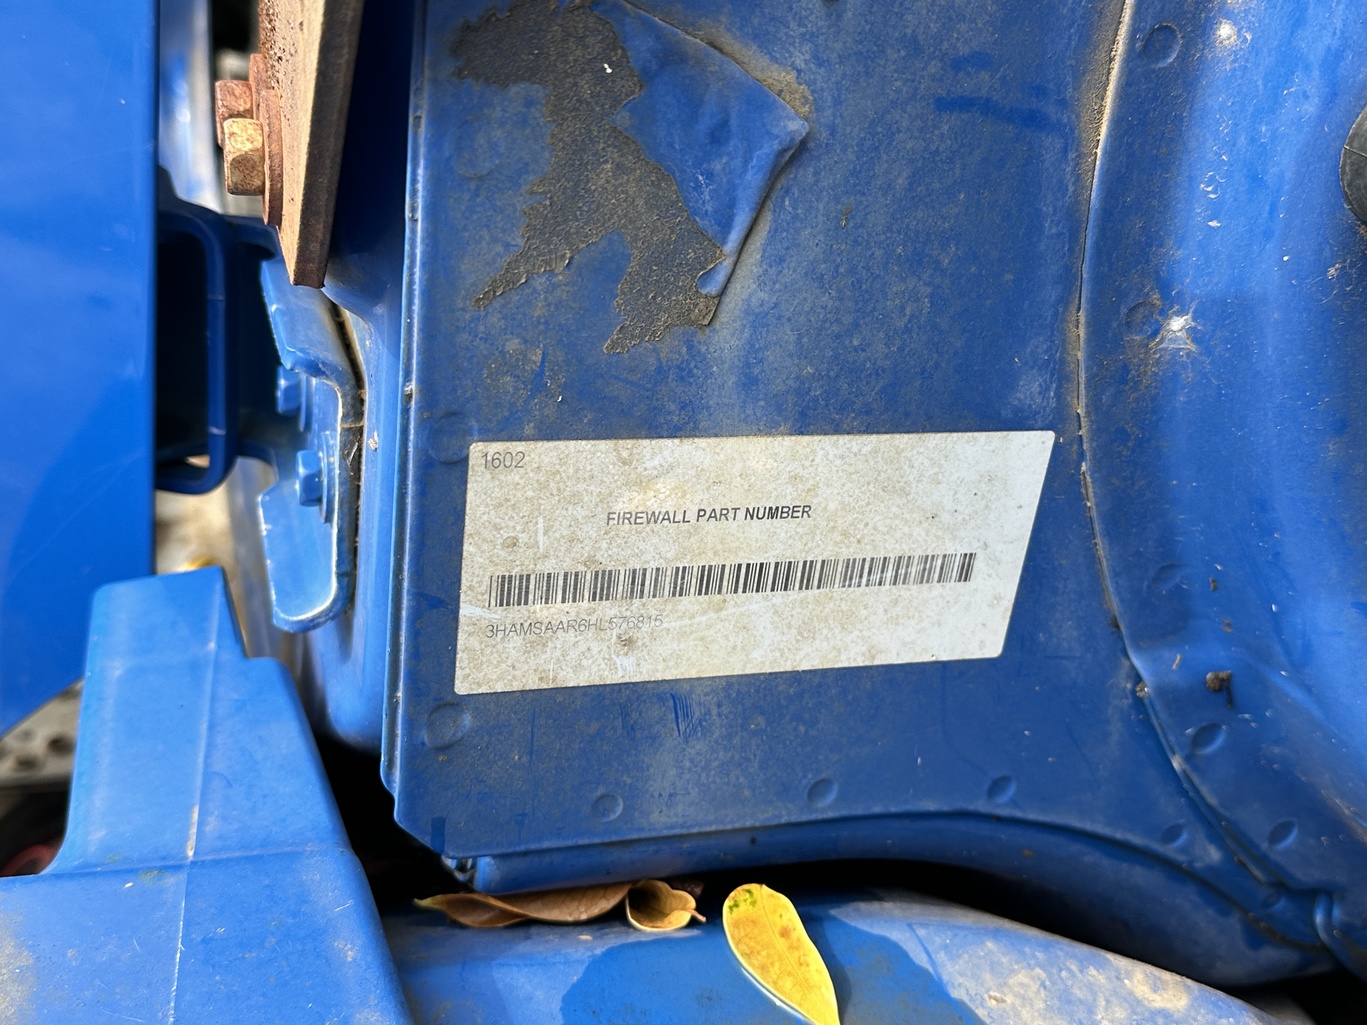 1602
FIREWALL PART NUMBER
3HAMSAAR6HL576815